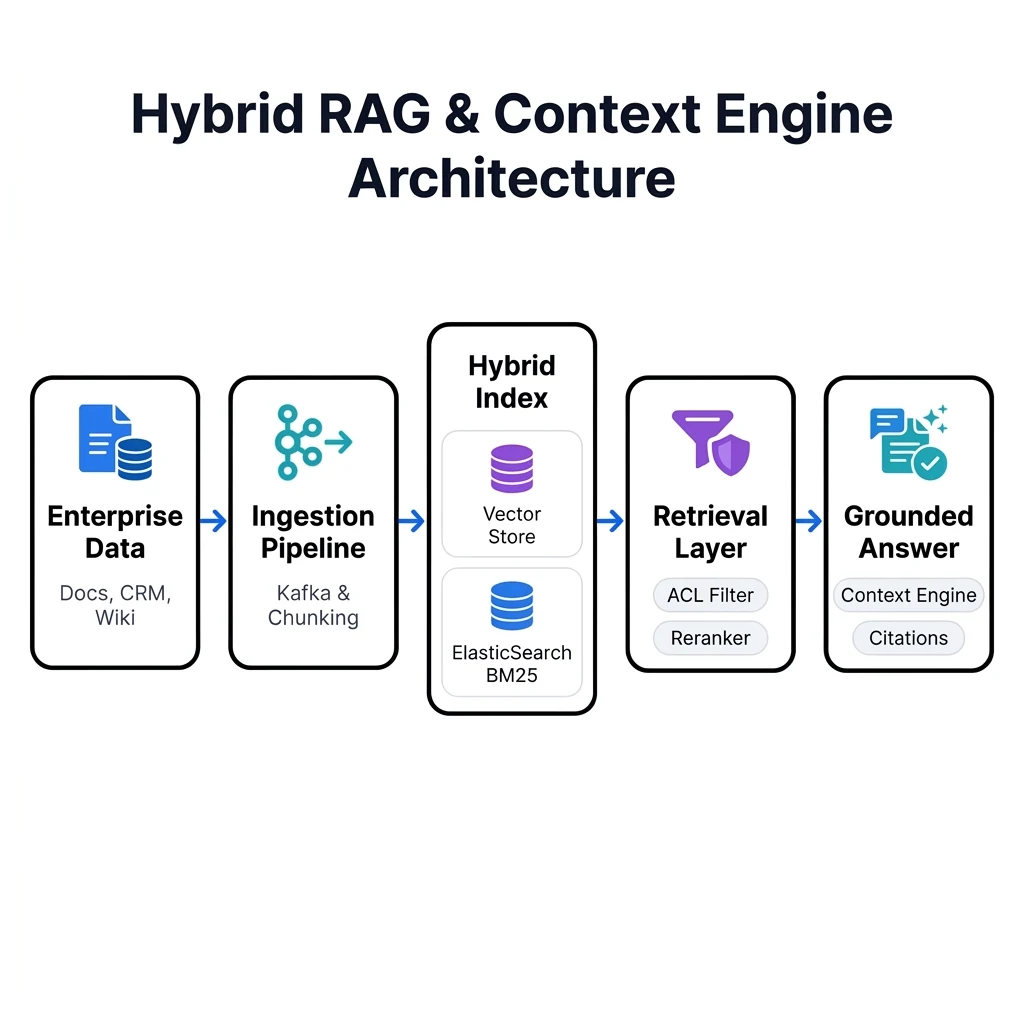 Hybrid RAG & Context Engine
Architecture
Enterprise
Data
Docs, CRM,
Wiki
Ingestion
Pipeline
Kafka &
Chunking
Hybrid
Index
Vector
Store
ElasticSearch
BM25
Retrieval
Layer
ACL Filter
Reranker
Grounded
Answer
Context Engine
Citations